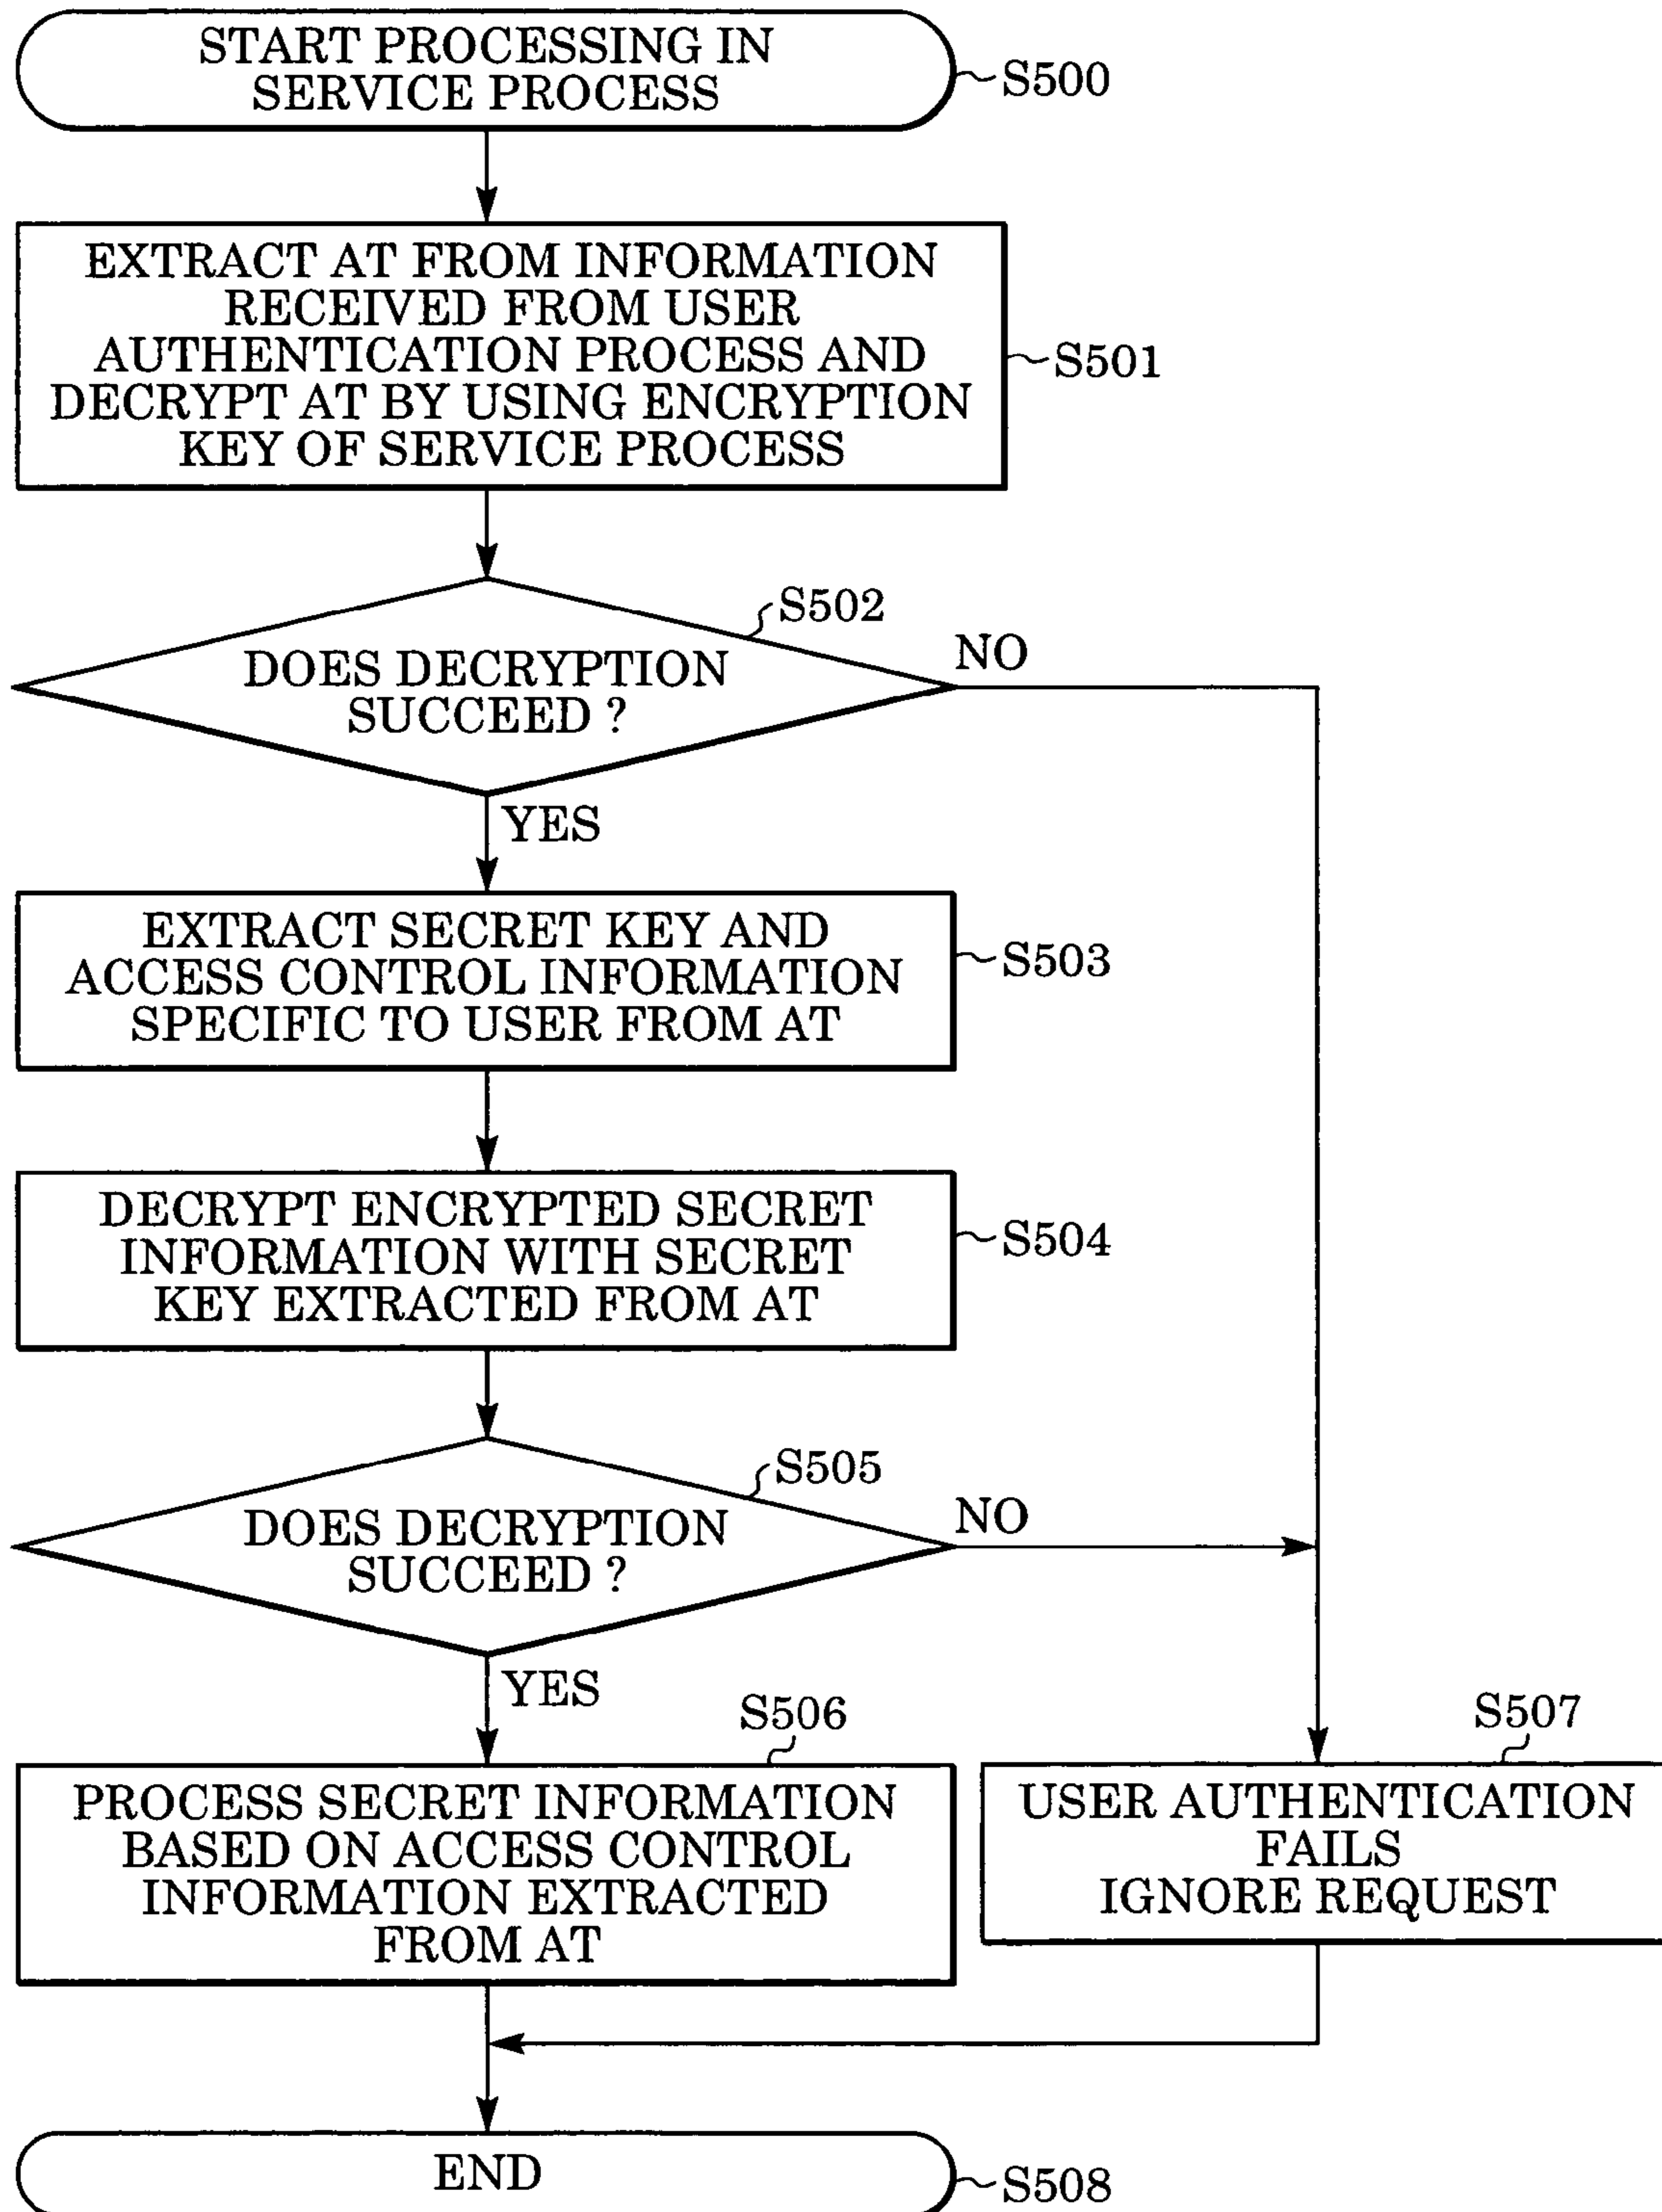 START PROCESSING IN
SERVICE PROCESS
S500
EXTRACT AT FROM INFORMATION
RECEIVED FROM USER
AUTHENTICATION PROCESS AND
DECRYPT AT BY USING ENCRYPTION
KEY OF SERVICE PROCESS
S501
S502
DOES DECRYPTION
SUCCEED ?
NO
YES
EXTRACT SECRET KEY AND
ACCESS CONTROL INFORMATION
SPECIFIC TO USER FROM AT
S503
DECRYPT ENCRYPTED SECRET
INFORMATION WITH SECRET
KEY EXTRACTED FROM AT
S504
S505
DOES DECRYPTION
SUCCEED ?
NO
YES
S506
PROCESS SECRET INFORMATION
BASED ON ACCESS CONTROL
INFORMATION EXTRACTED
FROM AT
S507
USER AUTHENTICATION
FAILS
IGNORE REQUEST
END
S508